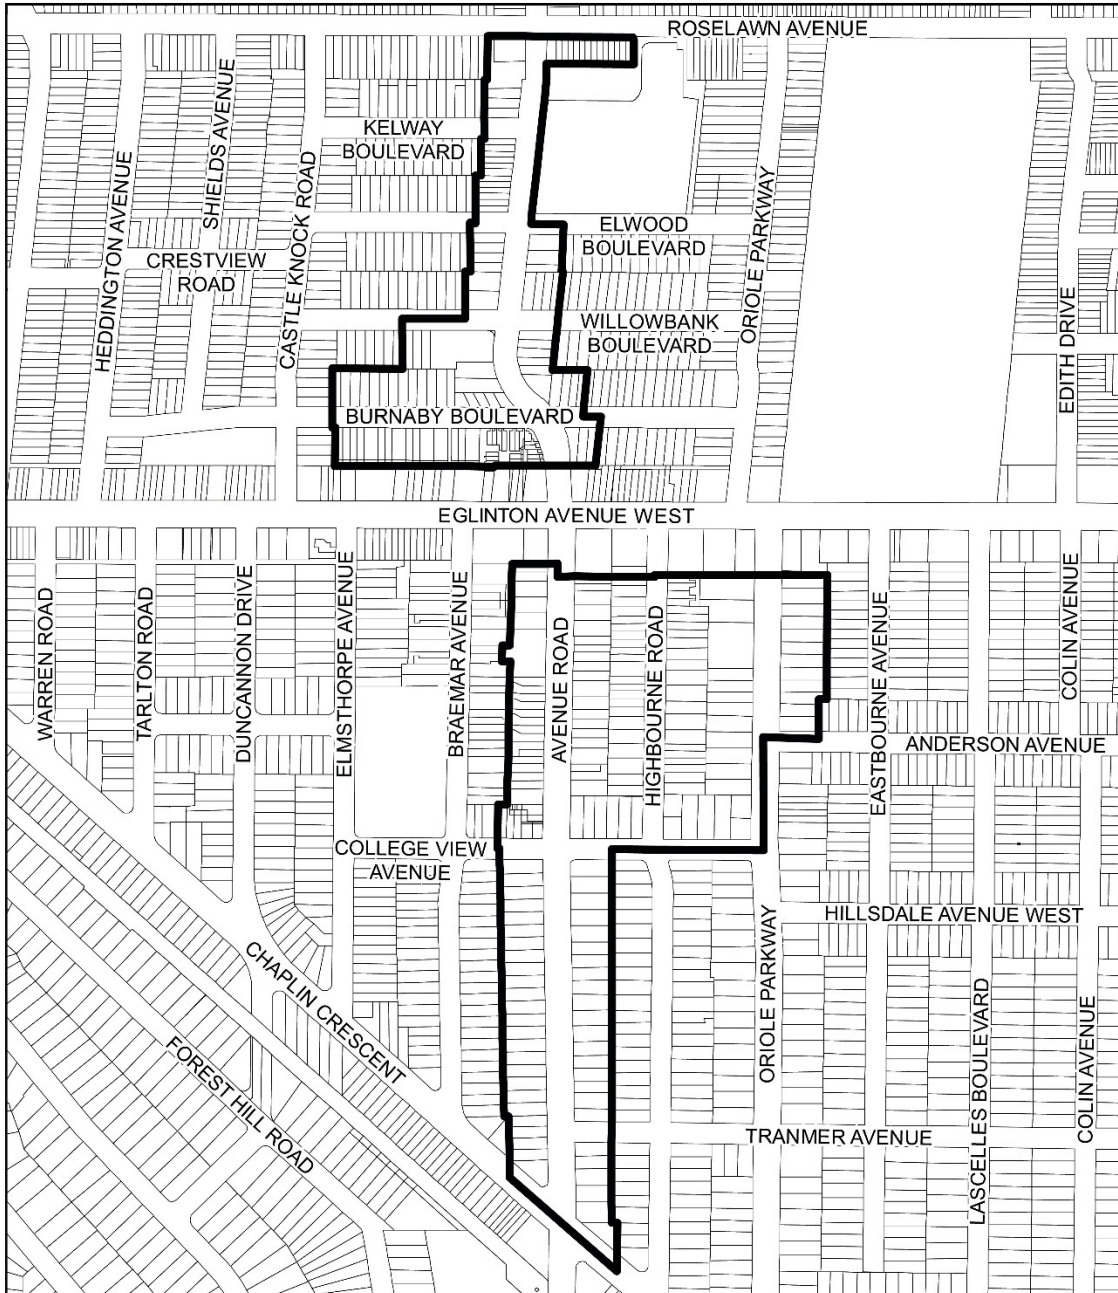 ROSELAWN AVENUE
SHIELDS AVENUE
KELWAY
BOULEVARD
HEDDINGTON AVENUE
CASTLE KNOCK ROAD
ORIOLE PARKWAY
ELWOOD
BOULEVARD
CRESTVIEW
ROAD
WILLOWBANK
BOULEVARD
EDITH DRIVE
BURNABY BOULEVARD
EGLINTON AVENUE WEST
WARREN ROAD
TARLTON ROAD
DUNCANNON DRIVE
ELMSTHORPE AVENUE
BRAEMAR AVENUE
AVENUE ROAD
HIGHBOURNE ROAD
EASTBOURNE AVENUE
COLIN AVENUE
ANDERSON AVENUE
COLLEGE VIEW
AVENUE
HILLSDALE AVENUE WEST
CHAPLIN CRESCENT
ORIOLE PARKWAY
LASCELLES BOULEVARD
COLIN AVENUE
FOREST HILL ROAD
TRANMER AVENUE